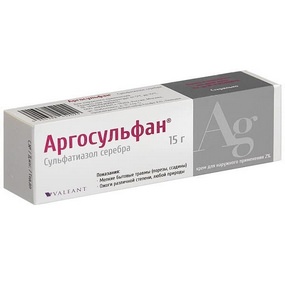 Аргосульфан®
15 г
Сульфатиазол серебра
Показания:
- Мелкие бытовые травмы (порезы, ссадины)
- Ожоги различной степени, любой природы
VALEANT
Ag
крем для наружного применения 2%